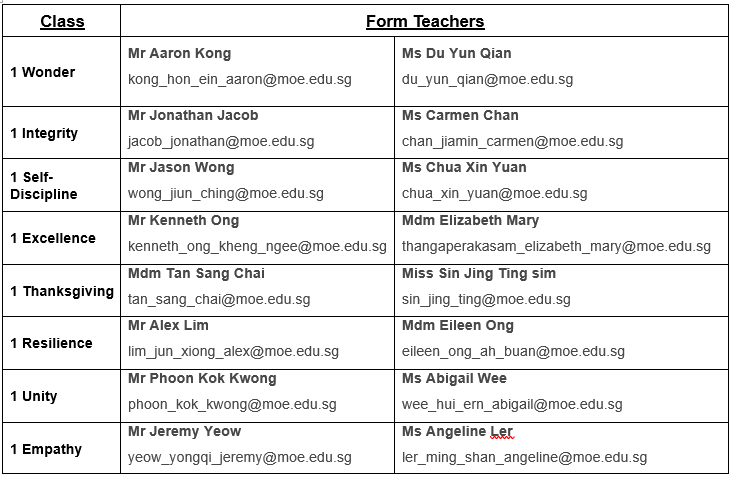 Class Form Teachers
1 Wonder
Mr Aaron Kong
kong_hon_ein_aaron@moe.edu.sg
Ms Du Yun Qian
du_yun_qian@moe.edu.sg
1 Integrity
Mr Jonathan Jacob
jacob_jonathan@moe.edu.sg
Ms Carmen Chan
chan_jiamin_carmen@moe.edu.sg
1 Self-
Discipline
Mr Jason Wong
wong_jiun_ching@moe.edu.sg
Ms Chua Xin Yuan
chua_xin_yuan@moe.edu.sg
1 Excellence
Mr Kenneth Ong
kenneth_ong_kheng_ngee@moe.edu.sg
Mdm Elizabeth Mary
thangaperakasam_elizabeth_mary@moe.edu.sg
1 Thanksgiving
Mdm Tan Sang Chai
tan_sang_chai@moe.edu.sg
Miss Sin Jing Ting sim
sin_jing_ting@moe.edu.sg
1 Resilience
Mr Alex Lim
lim_jun_xiong_alex@moe.edu.sg
Mdm Eileen Ong
eileen_ong_ah_buan@moe.edu.sg
1 Unity
Mr Phoon Kok Kwong
phoon_kok_kwong@moe.edu.sg
Ms Abigail Wee
wee_hui_ern_abigail@moe.edu.sg
1 Empathy
Mr Jeremy Yeow
yeow_yongqi_jeremy@moe.edu.sg
Ms Angeline Ler
ler_ming_shan_angeline@moe.edu.sg